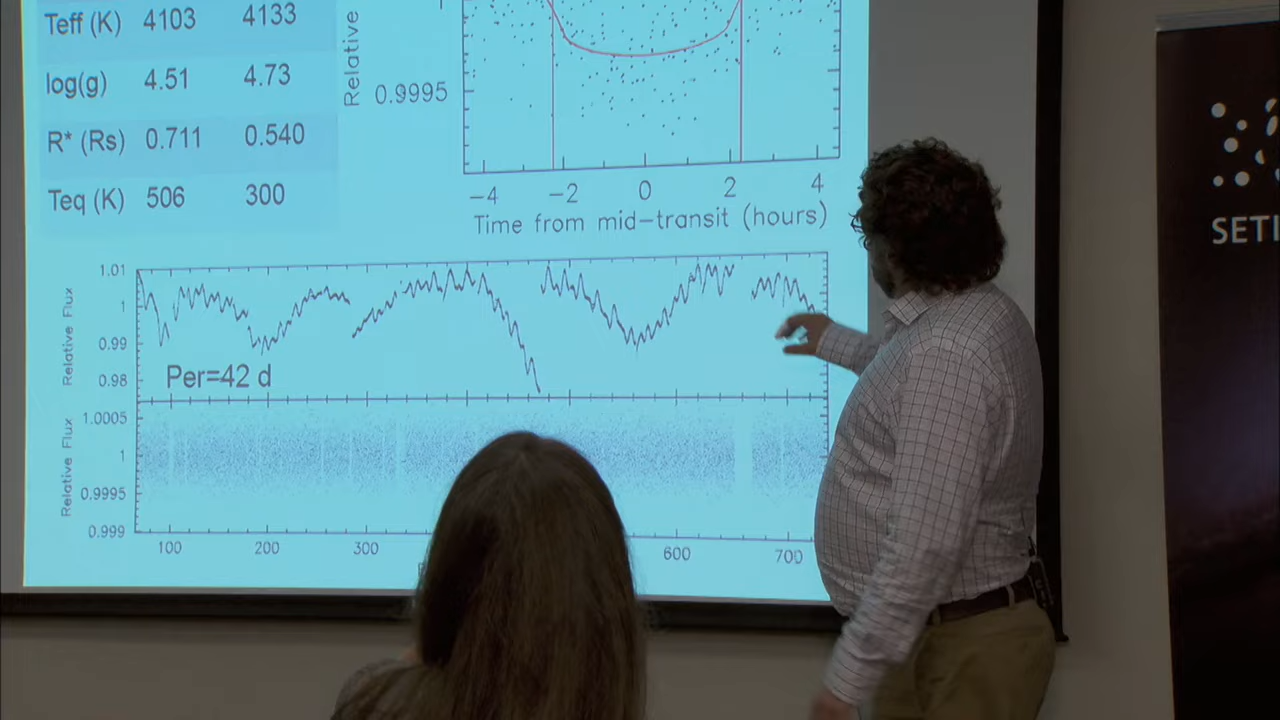 Teff (K) 4103 4133
log(g) 4.51 4.73
R* (Rs) 0.711 0.540
Teq (K) 506 300
Relative
0.9995
−4 −2 0 2 4
Time from mid−transit (hours)
Relative Flux
1.01
1
0.99
0.98
Per=42 d
Relative Flux
1.0005
1
0.9995
0.999
100 200 300 600 700
SETI